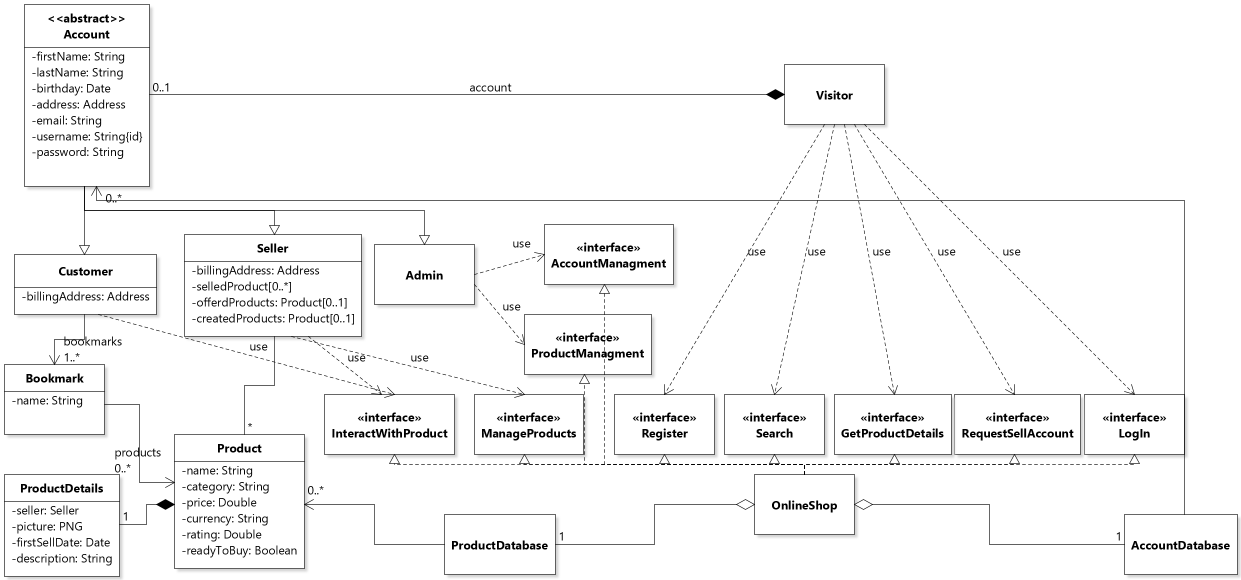 <<abstract>>
Account
-firstName: String
-lastName: String
-birthday: Date
-address: Address
-email: String
-username: String{id}
-password: String
0..1
account
Visitor
0..*
Customer
-billingAddress: Address
Seller
-billingAddress: Address
-selledProduct[0..*]
-offerdProducts: Product[0..1]
-createdProducts: Product[0..1]
Admin
use
use
«interface»
AccountManagment
«interface»
ProductManagment
use
use
use
use
use
bookmarks
1..*
use
use
use
Bookmark
-name: String
«interface»
InteractWithProduct
«interface»
ManageProducts
«interface»
Register
«interface»
Search
«interface»
GetProductDetails
«interface»
RequestSellAccount
«interface»
LogIn
products
0..*
*
Product
-name: String
-category: String
-price: Double
-currency: String
-rating: Double
-readyToBuy: Boolean
0..*
ProductDetails
-seller: Seller
-picture: PNG
-firstSellDate: Date
-description: String
1
ProductDatabase
1
OnlineShop
1
AccountDatabase